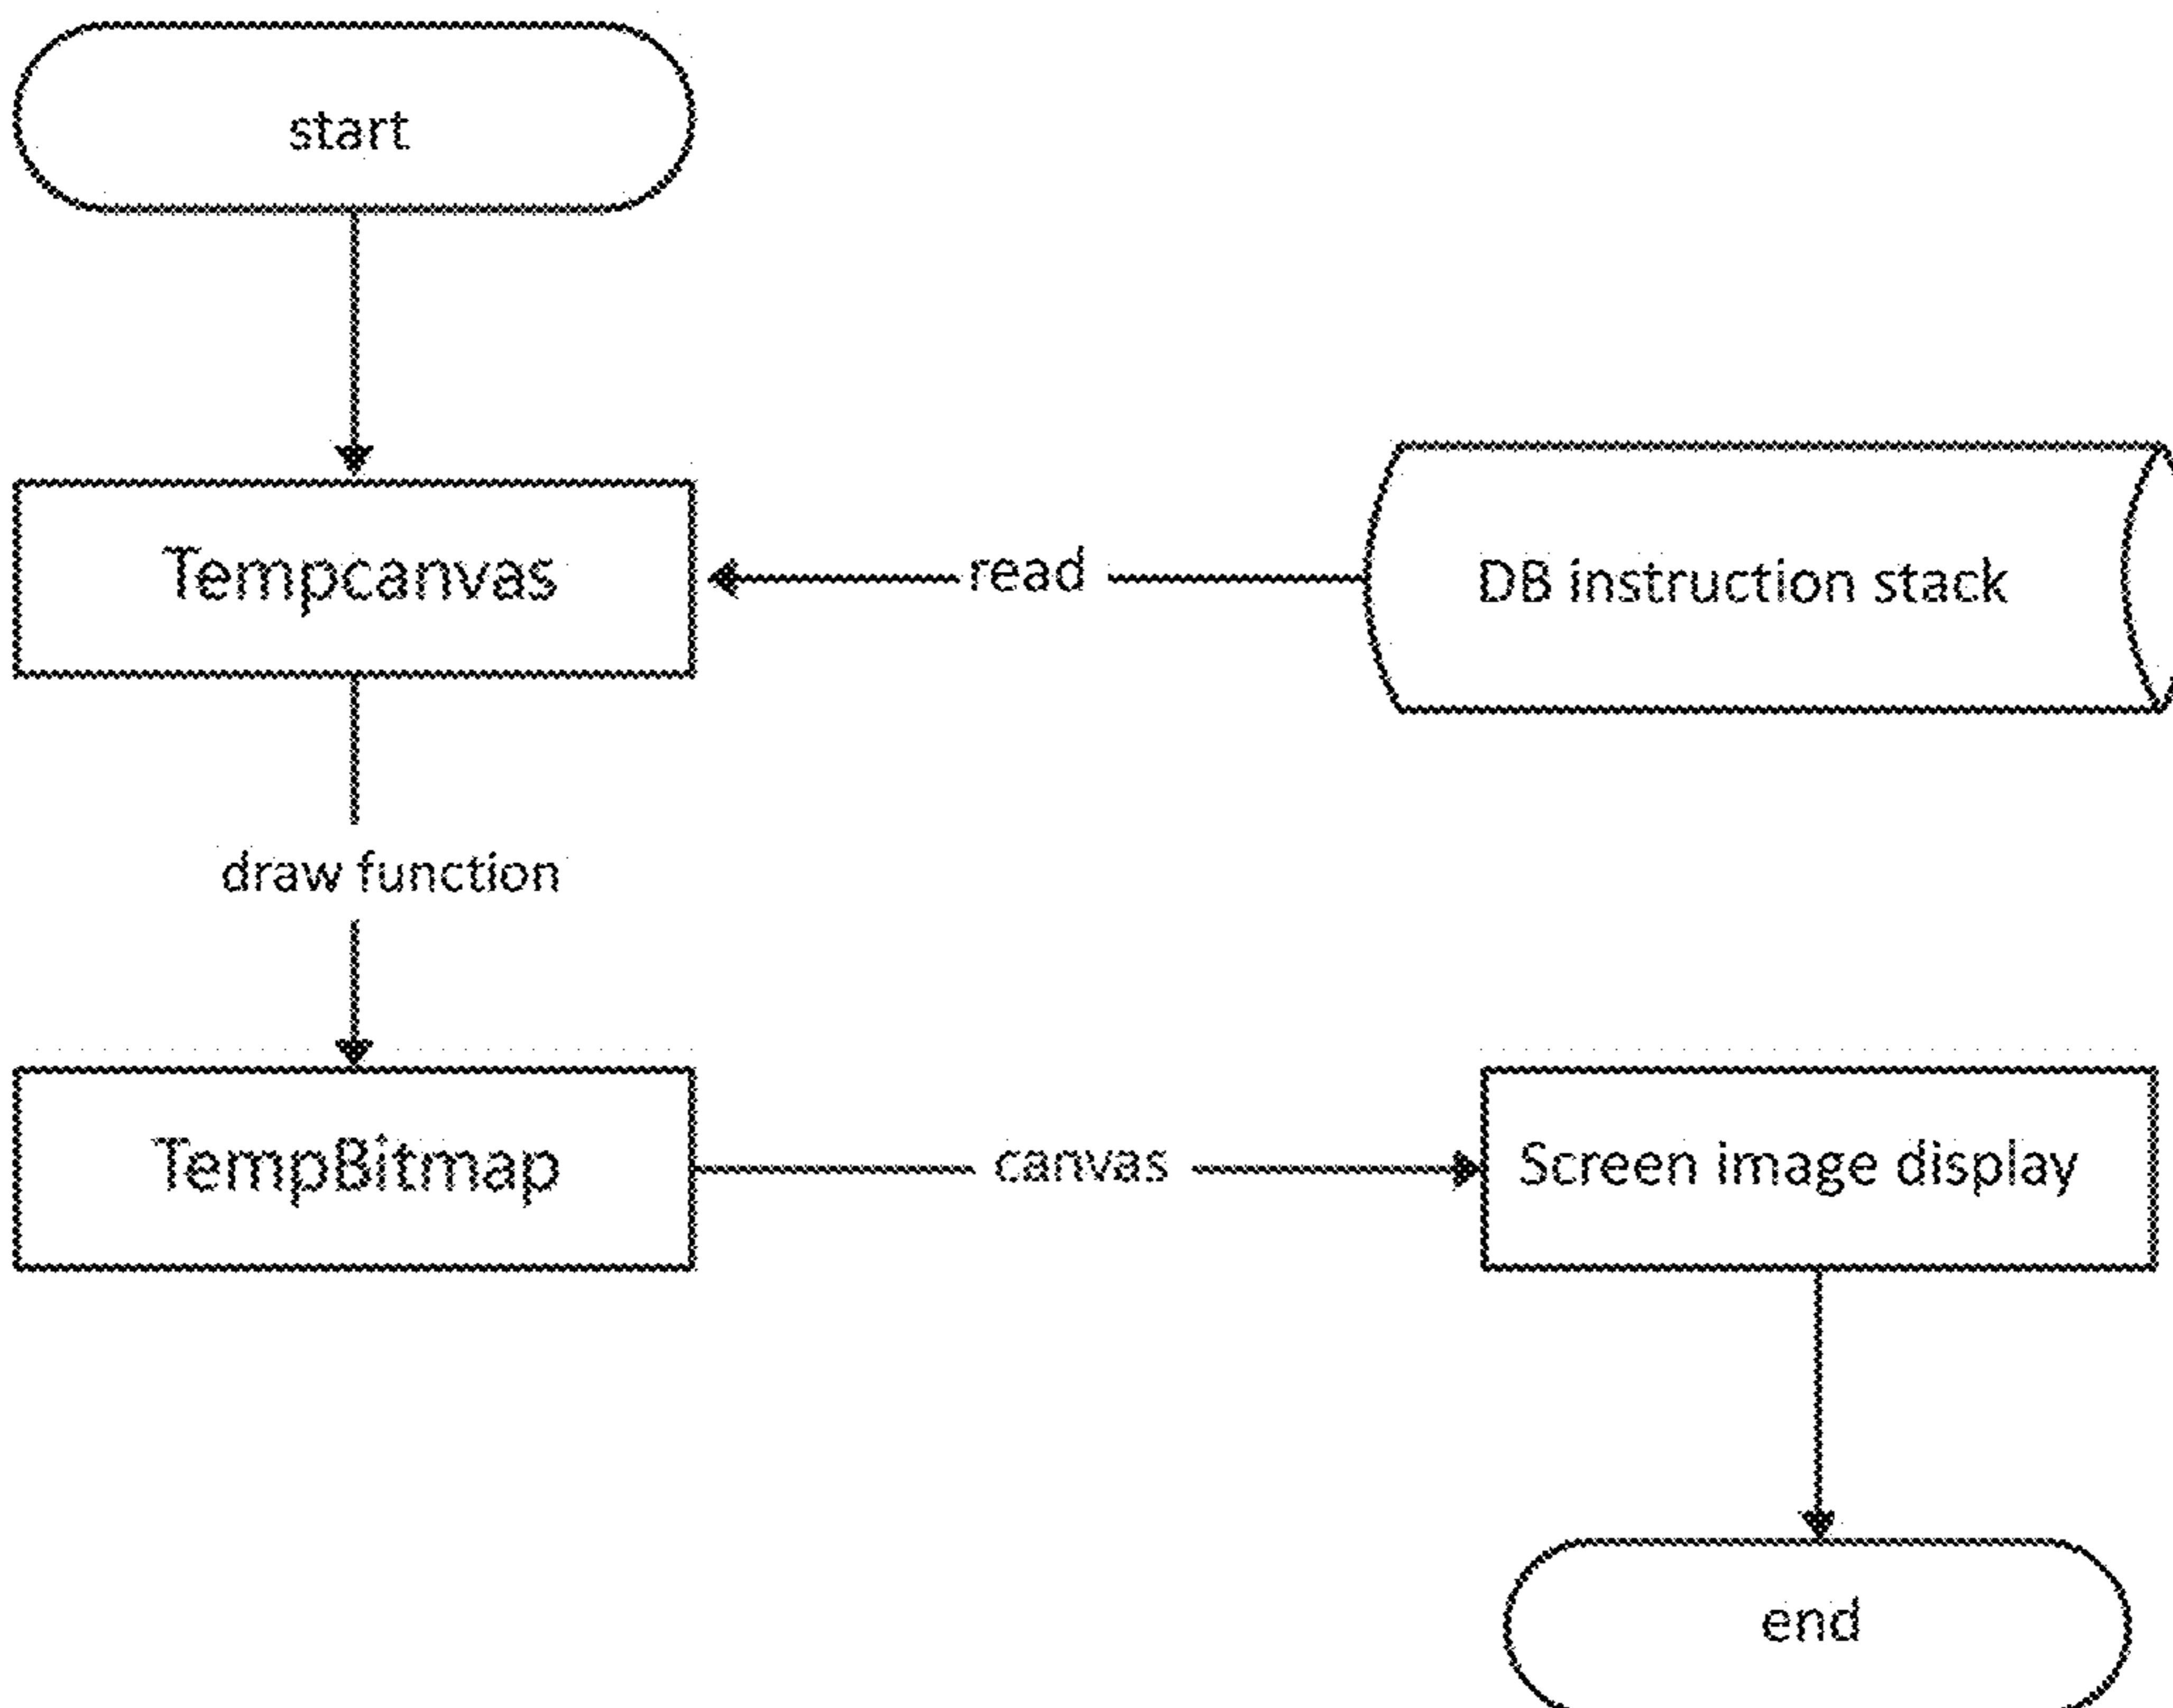 start
Tempcanvas
read
DB instruction stack
draw function
TempBitmap
canvas
Screen image display
end